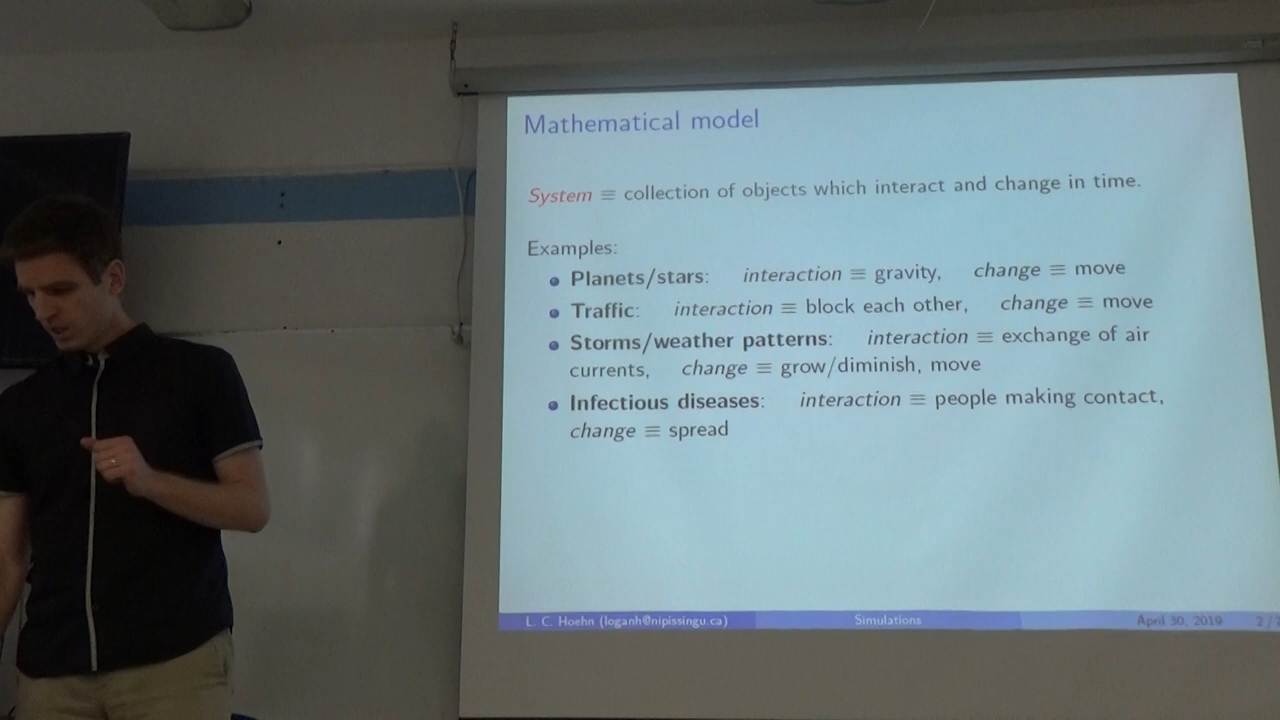 Mathematical model
System ≡ collection of objects which interact and change in time.
Examples:
Planets/stars: interaction ≡ gravity, change ≡ move
Traffic: interaction ≡ block each other, change ≡ move
Storms/weather patterns: interaction ≡ exchange of air
currents, change ≡ grow/diminish, move
Infectious diseases: interaction ≡ people making contact,
change ≡ spread
L. C. Hoehn (loganh@nipissingu.ca) Simulations April 30, 2019 2 /